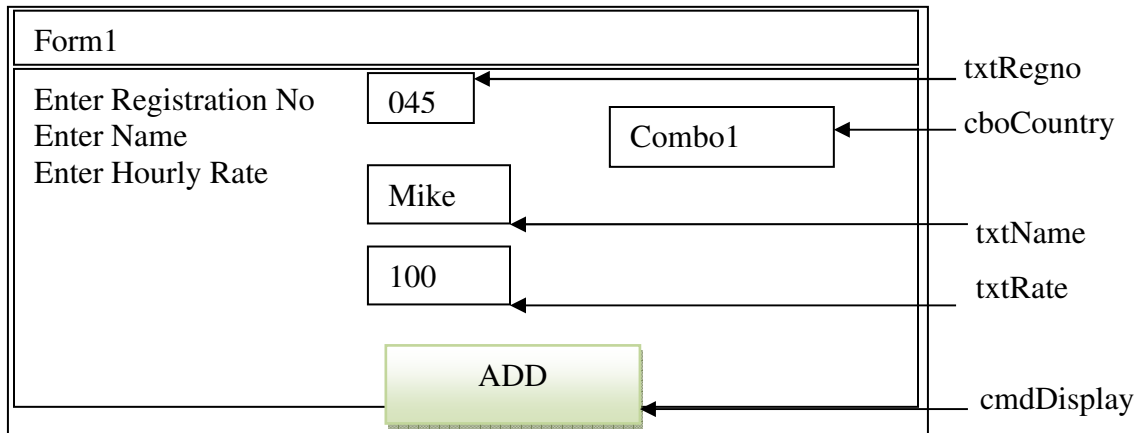 Form1
txtRegno
Enter Registration No 045
cboCountry
Enter Name
Combo1
Enter Hourly Rate
Mike
txtName
100
txtRate
ADD
cmdDisplay